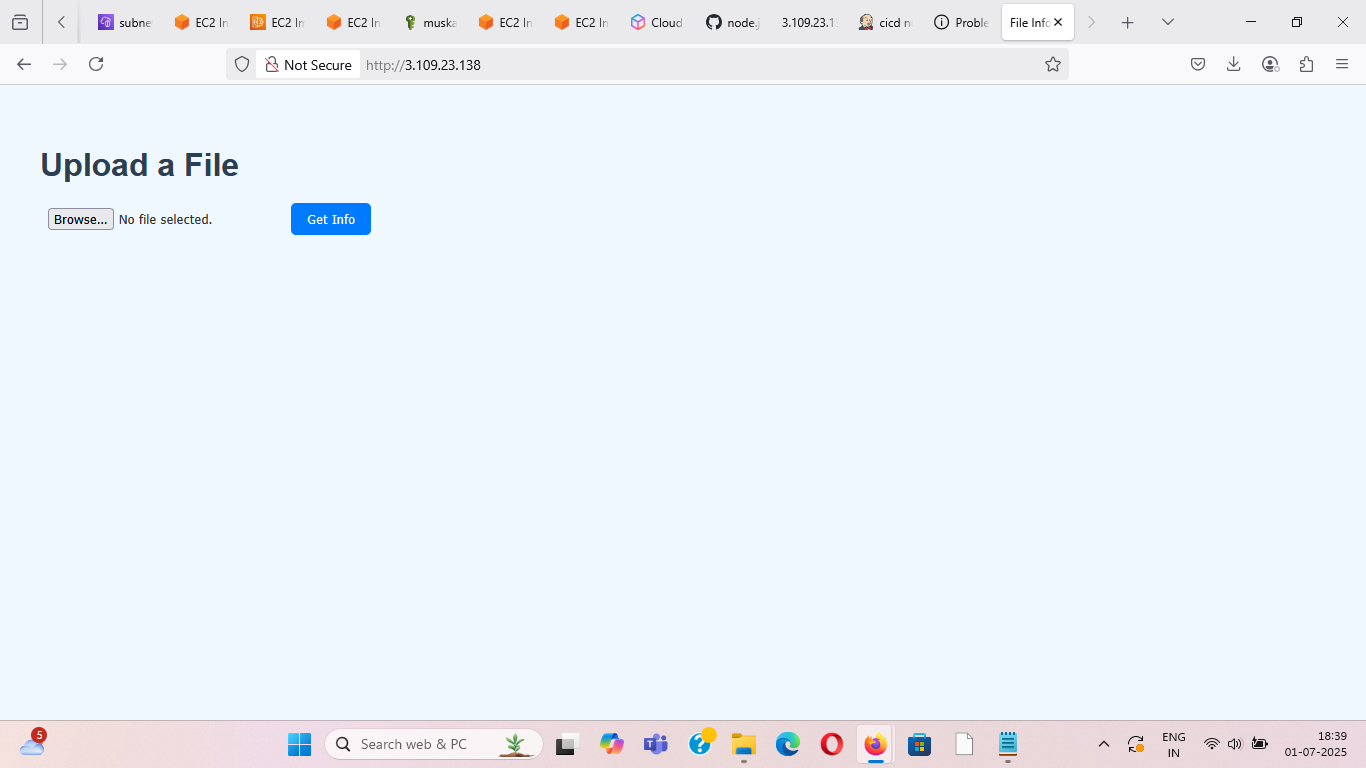 subne
EC2 In
EC2 In
EC2 In
muska
EC2 In
EC2 In
Cloud
node.j
3.109.23.1
cicd n
Proble
File Info
Not Secure
http://3.109.23.138
Upload a File
Browse...
No file selected.
Get Info
5
Search web & PC
ENG
IN
18:39
01-07-2025